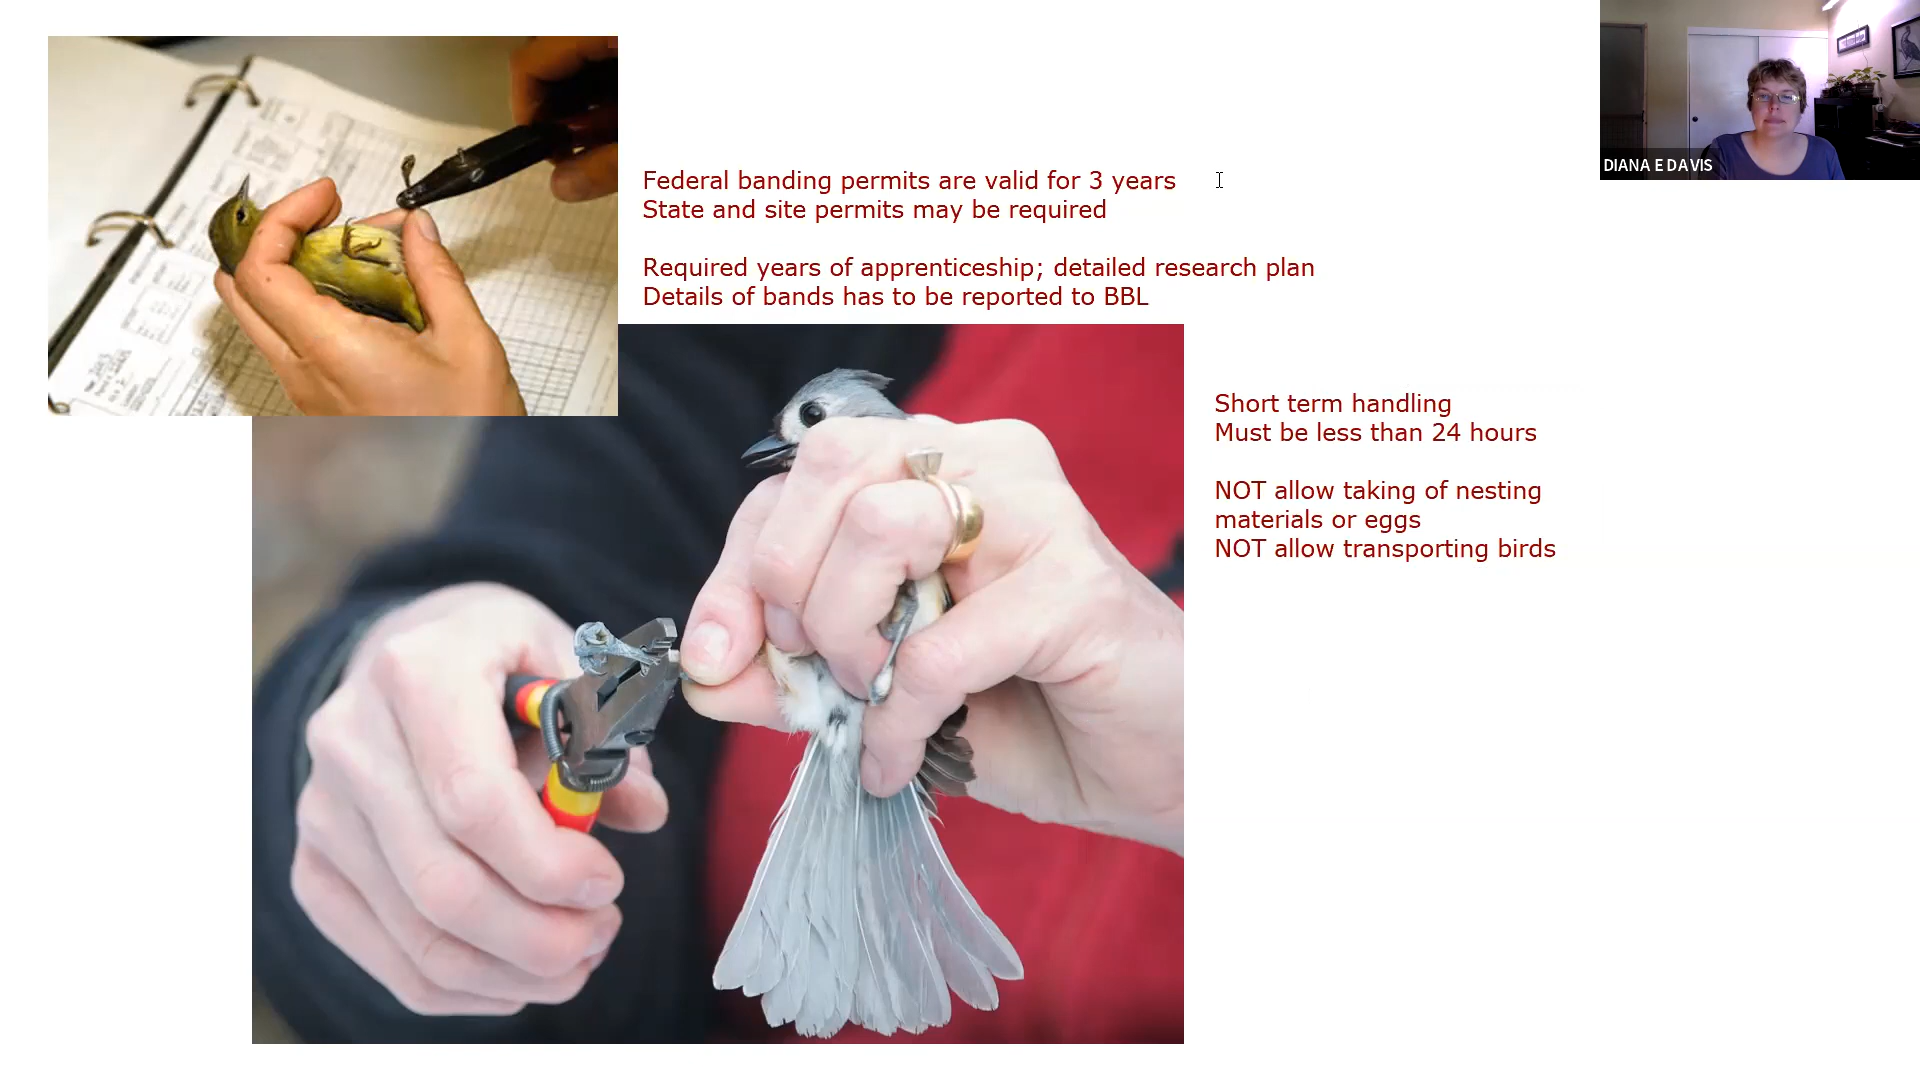 Federal banding permits are valid for 3 years
State and site permits may be required
Required years of apprenticeship; detailed research plan
Details of bands has to be reported to BBL
Short term handling
Must be less than 24 hours
NOT allow taking of nesting
materials or eggs
NOT allow transporting birds
DIANA E DAVIS